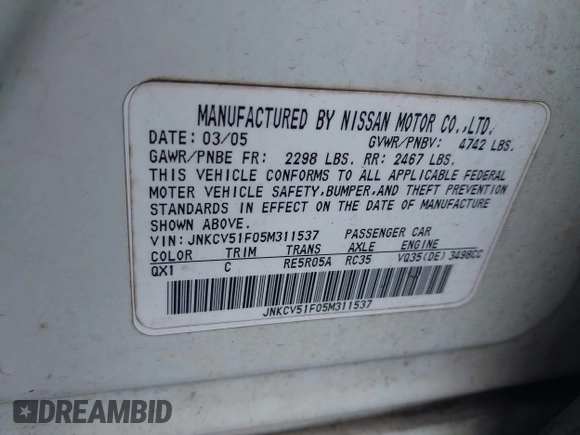 MANUFACTURED BY NISSAN MOTOR CO.,LTD.
DATE: 03/05 GVWR/PNBV: 4742 LBS.
GAWR/PNBE FR: 2298 LBS. RR: 2467 LBS.
THIS VEHICLE CONFORMS TO ALL APPLICABLE FEDERAL
MOTER VEHICLE SAFETY,BUMPER,AND THEFT PREVENTION
STANDARDS IN EFFECT ON THE DATE OF MANUFACTURE
SHOWN ABOVE.
VIN: JNKCV51F05M311537 PASSENGER CAR
COLOR TRIM TRANS AXLE ENGINE
QX1 C RE5R05A RC35 VQ35(DE) 3498CC
JNKCV51F05M311537
DREAMBID